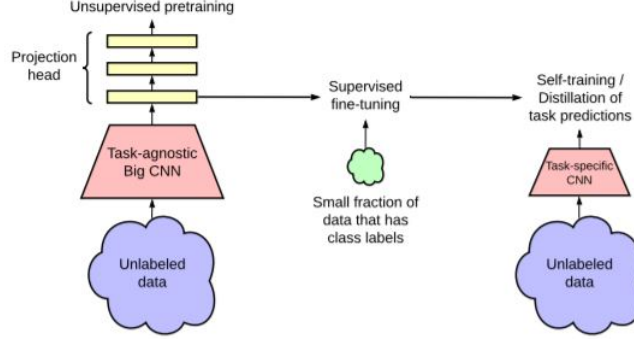 Unsupervised pretraining
Projection
head
Task-agnostic
Big CNN
Unlabeled
data
Supervised
fine-tuning
Small fraction of
data that has
class labels
Self-training /
Distillation of
task predictions
Task-specific
CNN
Unlabeled
data